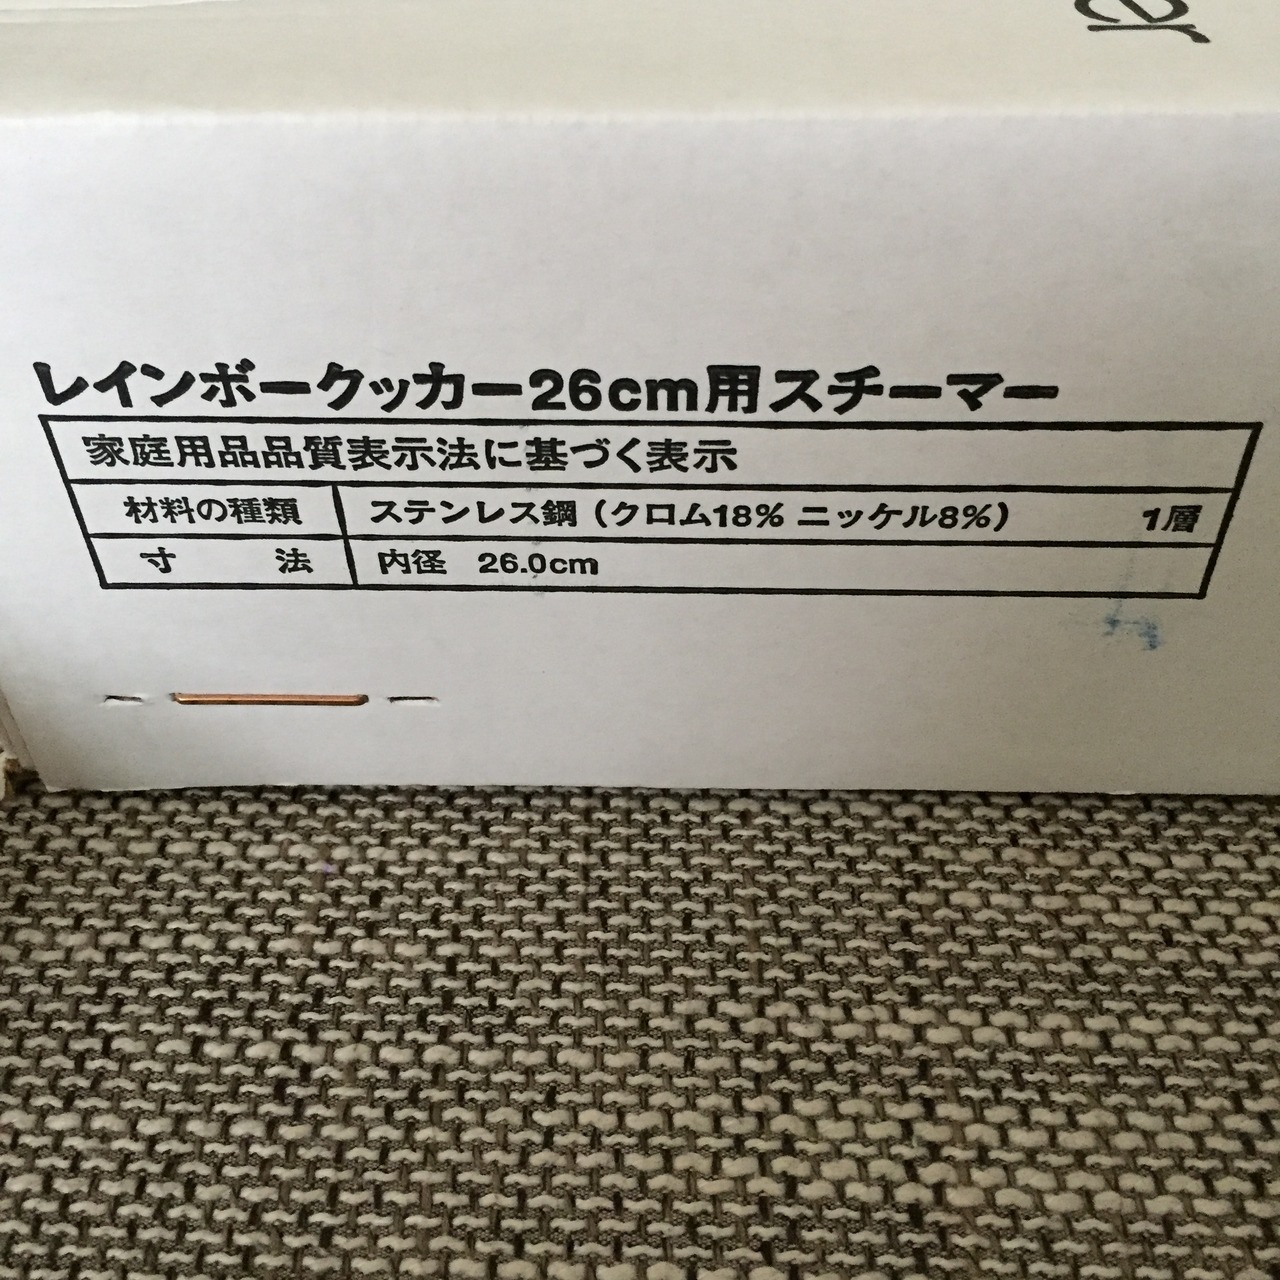 er
レインボークッカー26cm用スチーマー
家庭用品品質表示法に基づく表示
材料の種類 ステンレス鋼(クロム18% ニッケル8%) 1層
寸法 内径 26.0cm